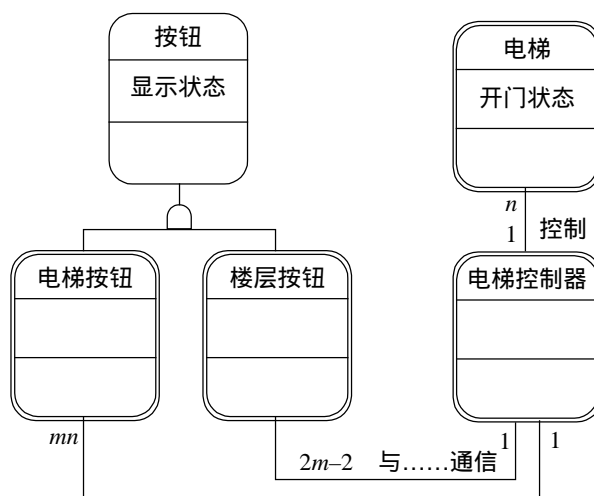 按钮
显示状态
电梯
开门状态
n
1 控制
电梯按钮
楼层按钮
电梯控制器
mn
1
1
2m–2 与……通信